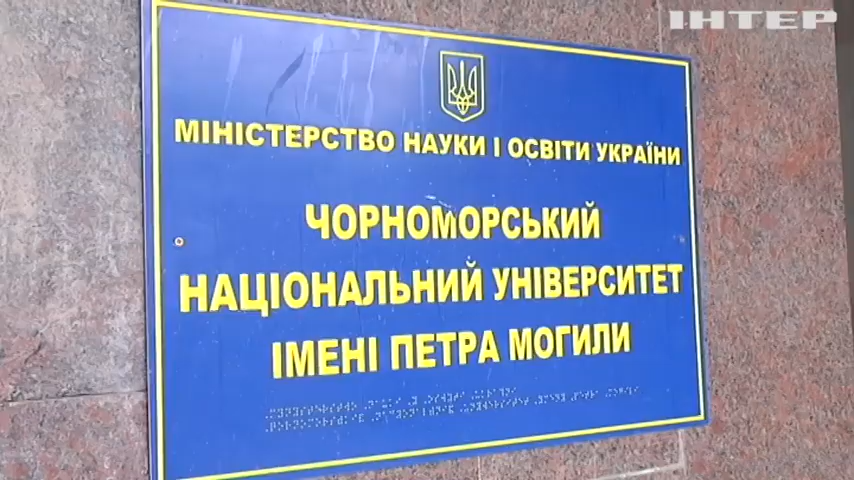 ІНТЕР
МІНІСТЕРСТВО НАУКИ І ОСВІТИ УКРАЇНИ
ЧОРНОМОРСЬКИЙ
НАЦІОНАЛЬНИЙ УНІВЕРСИТЕТ
ІМЕНІ ПЕТРА МОГИЛИ